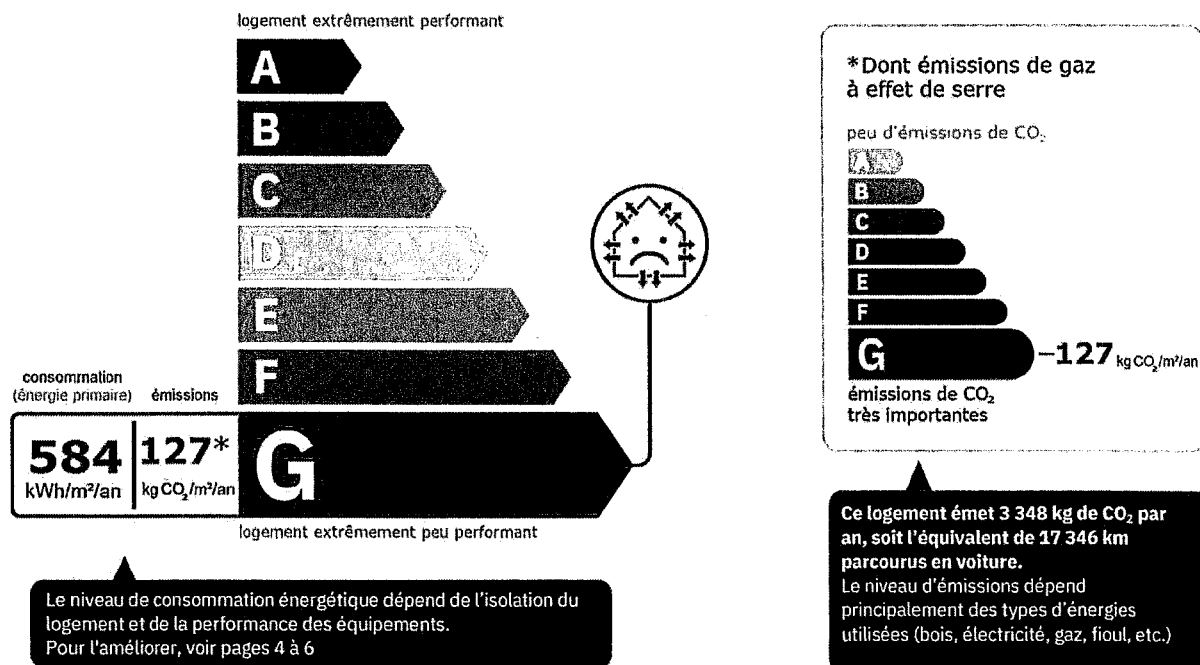 logement extrêmement performant
A
B
C
D
E
F
consommation
(énergie primaire)
émissions
584
kWh/m²/an
127*
kg CO₂/m²/an
G
logement extrêmement peu performant
Le niveau de consommation énergétique dépend de l'isolation du
logement et de la performance des équipements.
Pour l'améliorer, voir pages 4 à 6
*Dont émissions de gaz
à effet de serre
peu d'émissions de CO₂
A
B
C
D
E
F
G
127 kg CO₂/m²/an
émissions de CO₂
très importantes
Ce logement émet 3 348 kg de CO₂ par
an, soit l'équivalent de 17 346 km
parcourus en voiture.
Le niveau d'émissions dépend
principalement des types d'énergies
utilisées (bois, électricité, gaz, fioul, etc.)